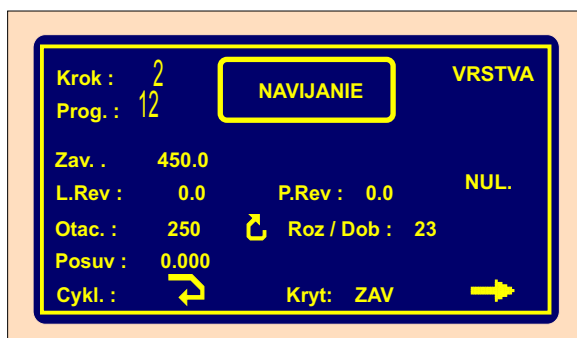 Krok : 2 NAVIJANIE VRSTVA
Prog. : 12
Zav. . 450.0
L.Rev : 0.0 P.Rev : 0.0 NUL.
Otac. : 250 Roz / Dob : 23
Posuv : 0.000
Cykl. : Kryt: ZAV